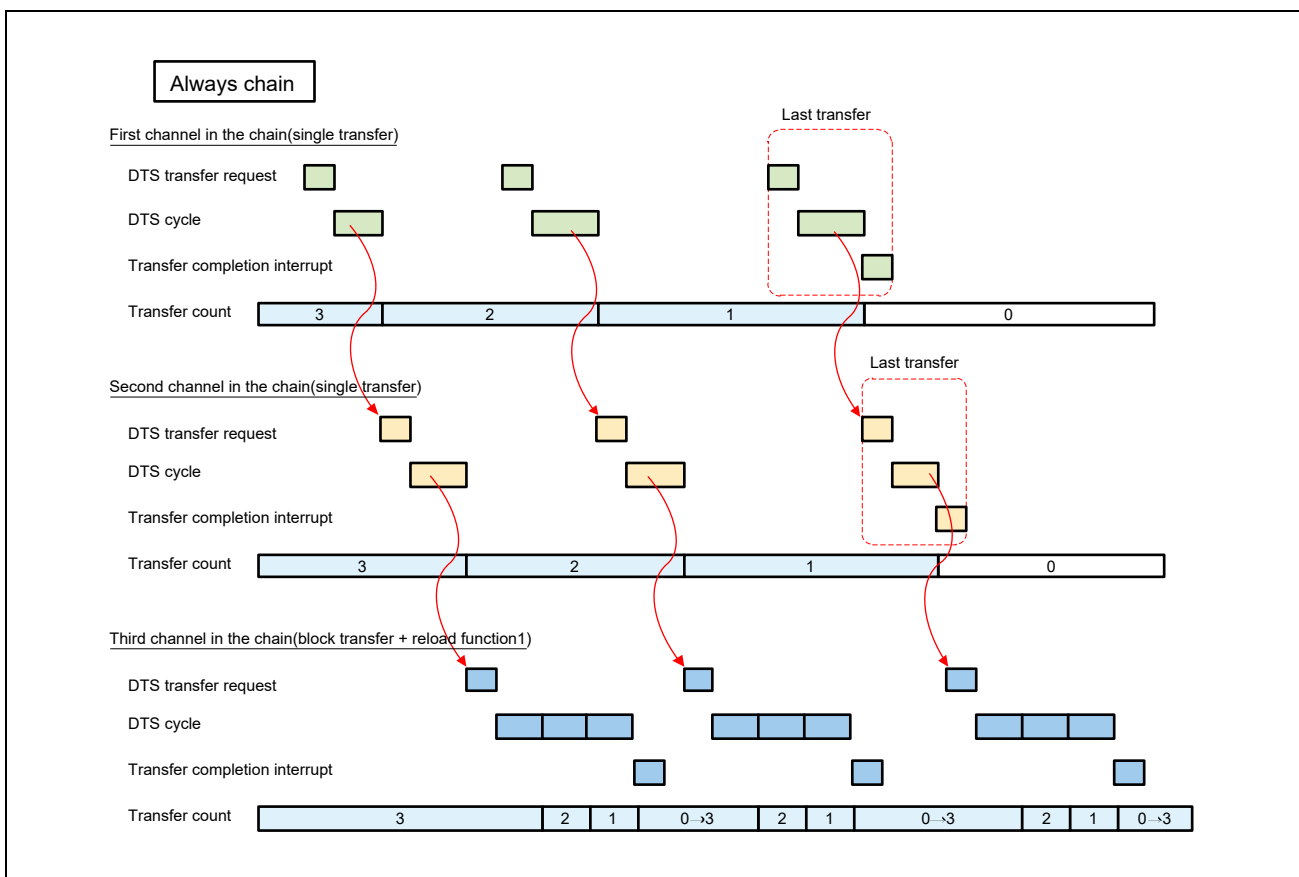 Always chain
Last transfer
First channel in the chain(single transfer)
DTS transfer request
DTS cycle
Transfer completion interrupt
Transfer count
3 2 1 0
Last transfer
Second channel in the chain(single transfer)
DTS transfer request
DTS cycle
Transfer completion interrupt
Transfer count
3 2 1 0
Third channel in the chain(block transfer + reload function1)
DTS transfer request
DTS cycle
Transfer completion interrupt
Transfer count
3 2 1 0→3 2 1 0→3 2 1 0→3